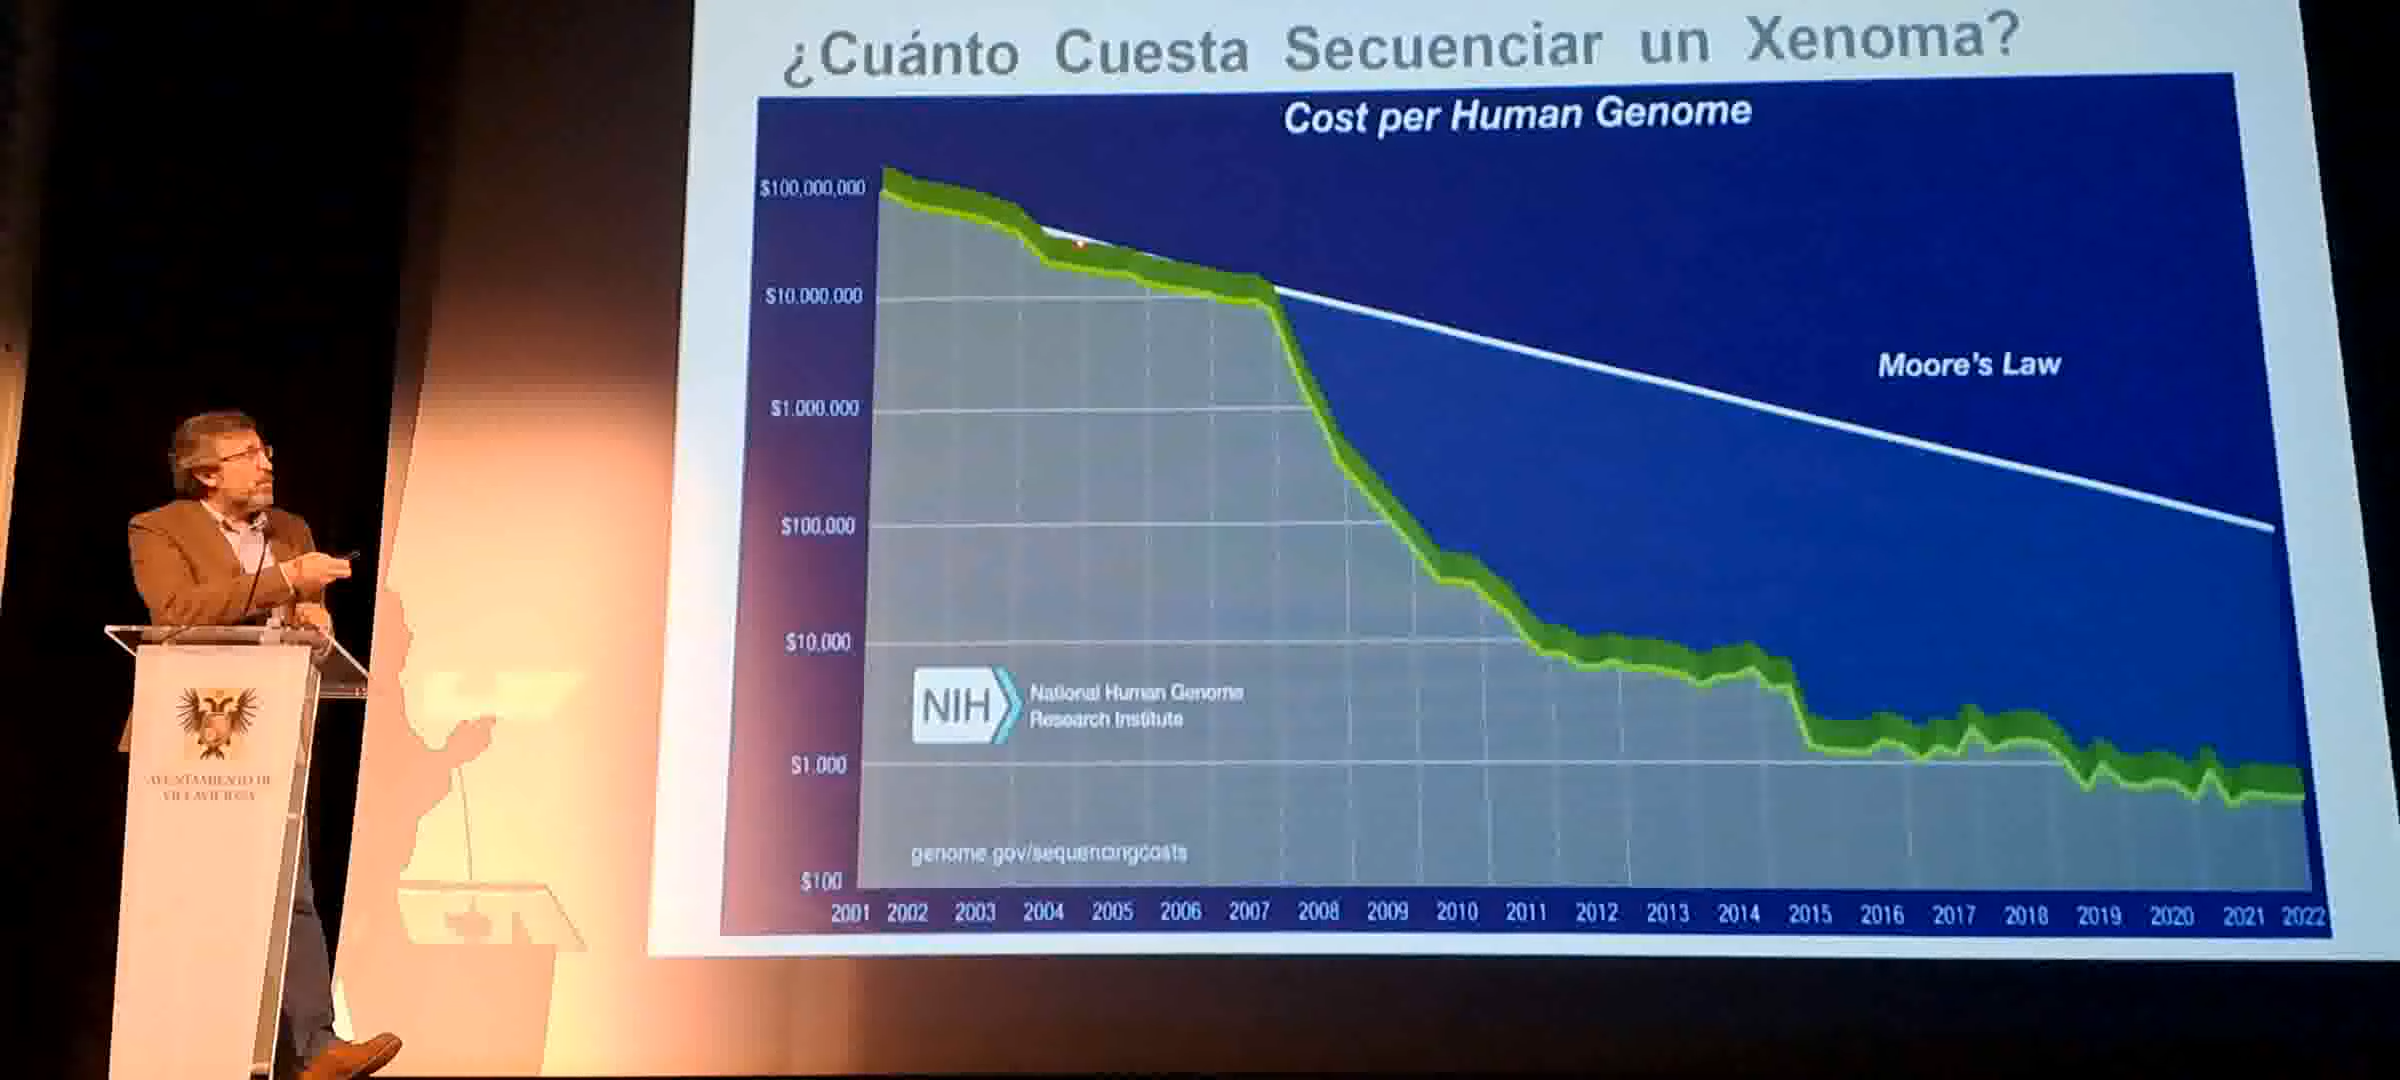 ¿Cuánto Cuesta Secuenciar un Xenoma?
Cost per Human Genome
$100,000,000
$10,000,000
$1,000,000
$100,000
$10,000
$1,000
$100
Moore's Law
NIH
National Human Genome
Research Institute
genome.gov/sequencingcosts
2001 2002 2003 2004 2005 2006 2007 2008 2009 2010 2011 2012 2013 2014 2015 2016 2017 2018 2019 2020 2021 2022
AYUNTAMIENTO DE
VILLAVICIOSA